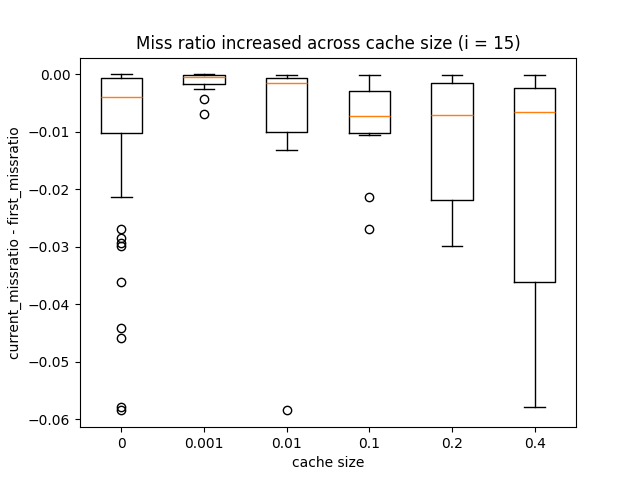 Miss ratio increased across cache size (i = 15)
0.00
−0.01
−0.02
−0.03
−0.04
−0.05
−0.06
current_missratio - first_missratio
0 0.001 0.01 0.1 0.2 0.4
cache size